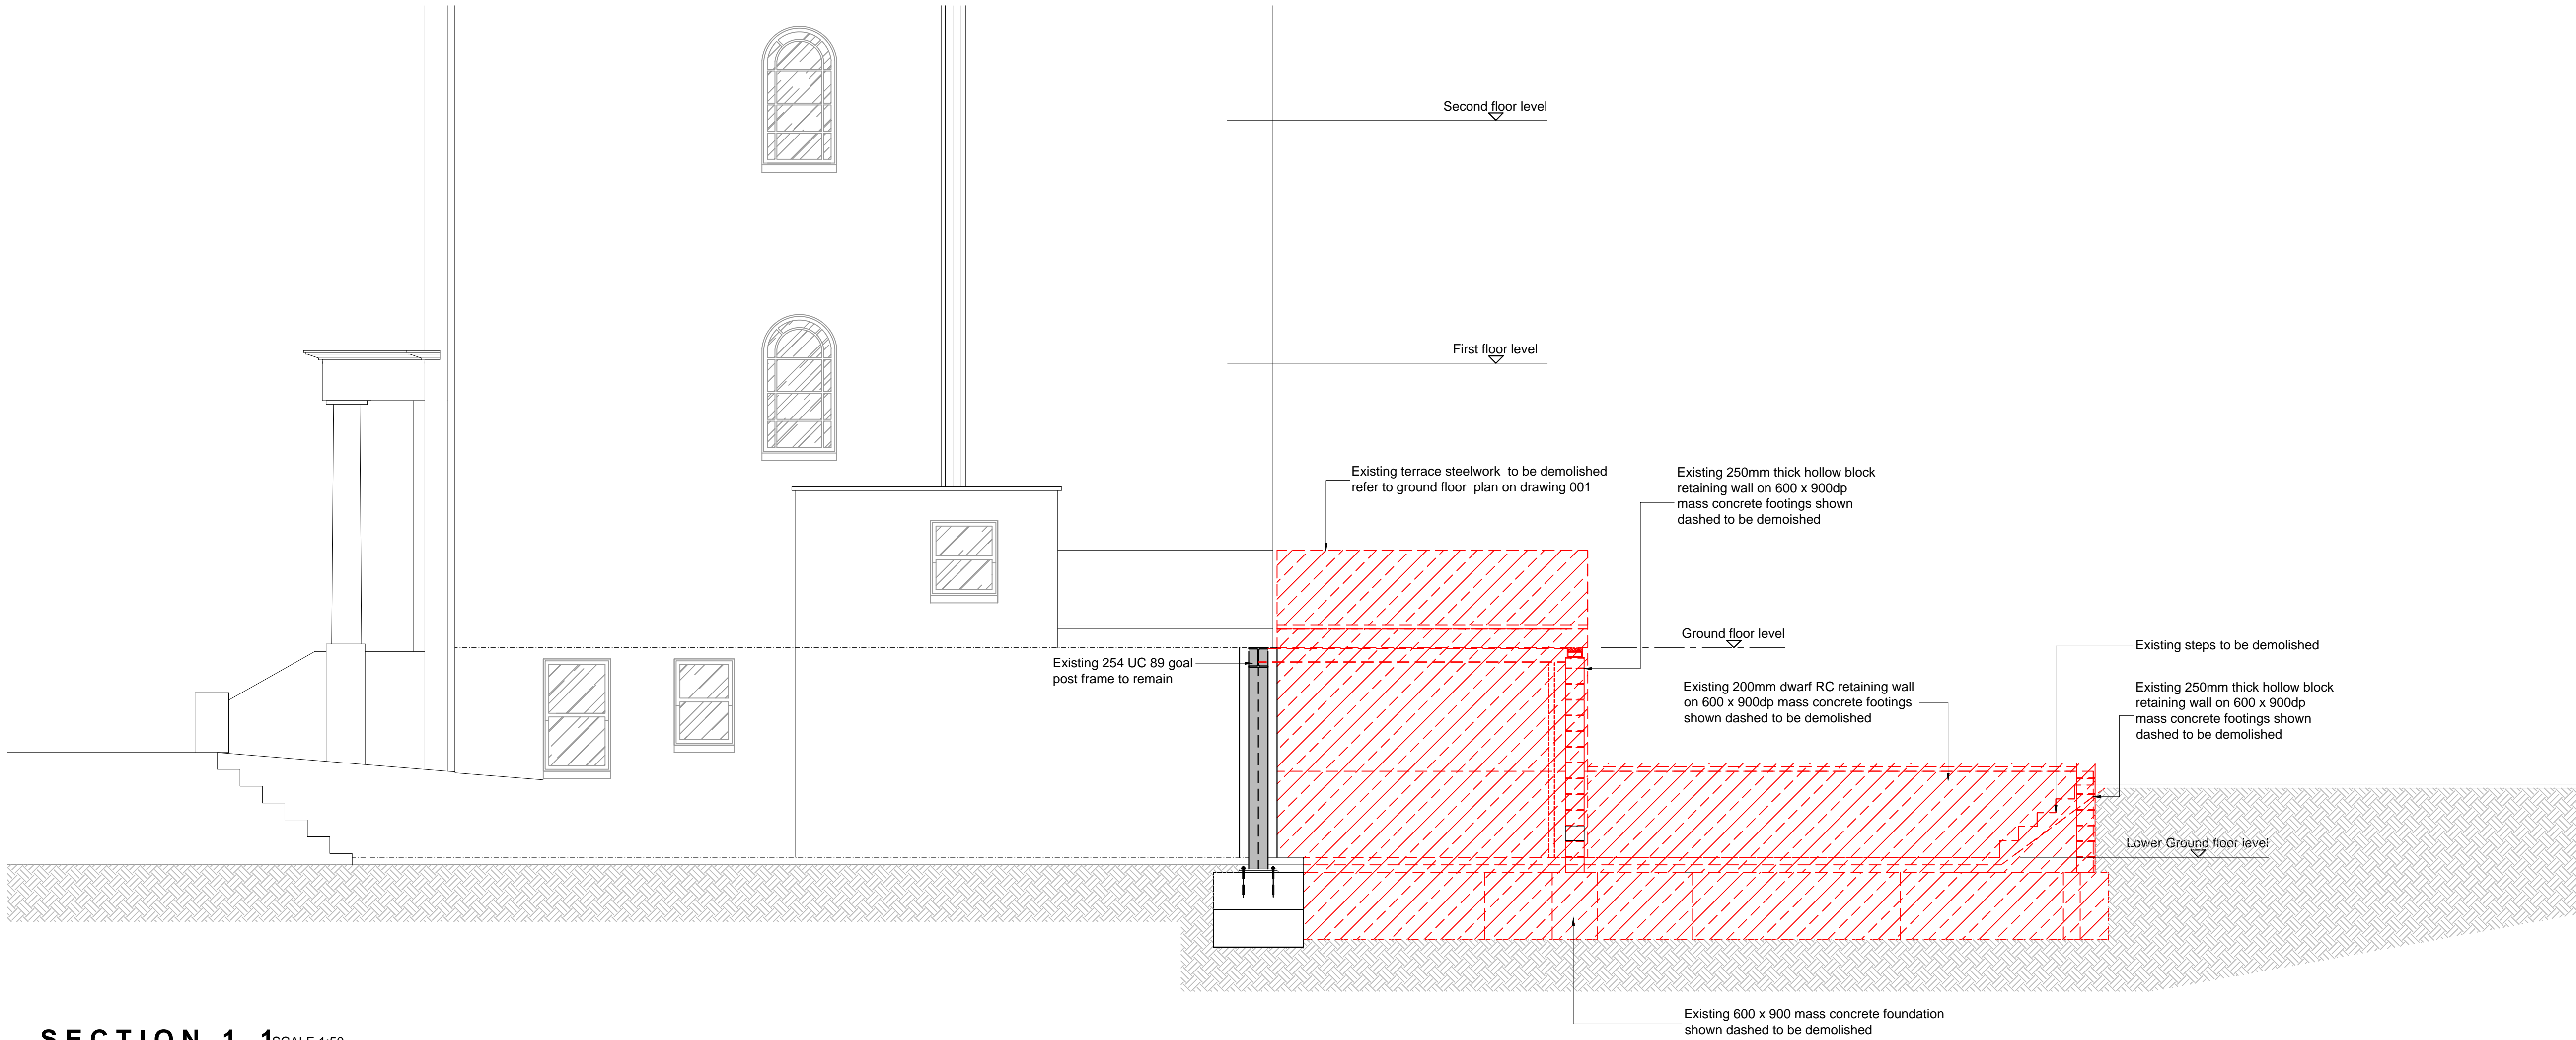 Second floor level
First floor level
Existing terrace steelwork to be demolished
refer to ground floor plan on drawing 001
Existing 250mm thick hollow block
retaining wall on 600 x 900dp
mass concrete footings shown
dashed to be demoished
Ground floor level
Existing steps to be demolished
Existing 254 UC 89 goal
post frame to remain
Existing 200mm dwarf RC retaining wall
on 600 x 900dp mass concrete footings
shown dashed to be demolished
Existing 250mm thick hollow block
retaining wall on 600 x 900dp
mass concrete footings shown
dashed to be demolished
Lower Ground floor level
Existing 600 x 900 mass concrete foundation
shown dashed to be demolished
SECTION 1-1 SCALE 1:50